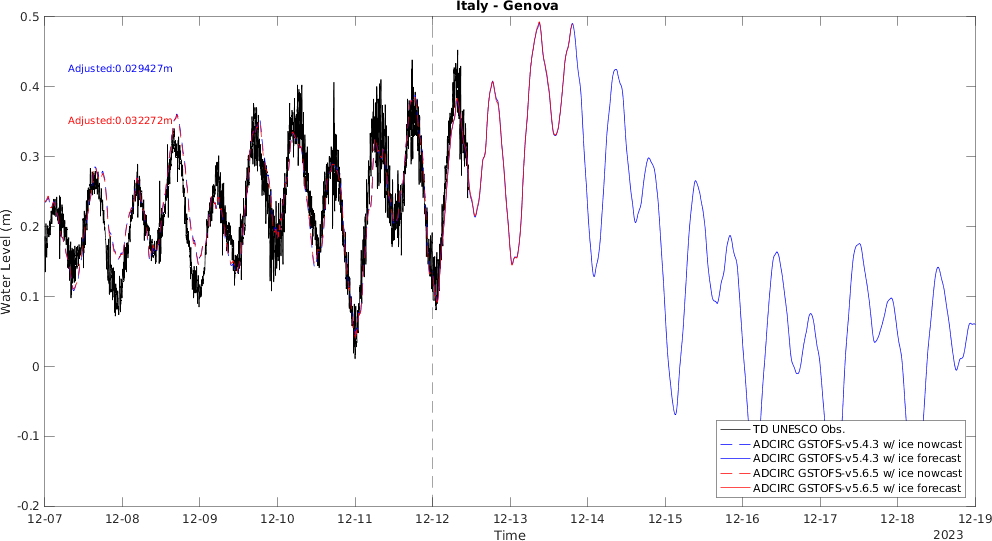 Italy - Genova
0.5
0.4
0.3
0.2
0.1
0
-0.1
-0.2
Water Level (m)
Adjusted:0.029427m
Adjusted:0.032272m
TD UNESCO Obs.
ADCIRC GSTOFS-v5.4.3 w/ ice nowcast
ADCIRC GSTOFS-v5.4.3 w/ ice forecast
ADCIRC GSTOFS-v5.6.5 w/ ice nowcast
ADCIRC GSTOFS-v5.6.5 w/ ice forecast
12-07 12-08 12-09 12-10 12-11 12-12 12-13 12-14 12-15 12-16 12-17 12-18 12-19
Time
2023